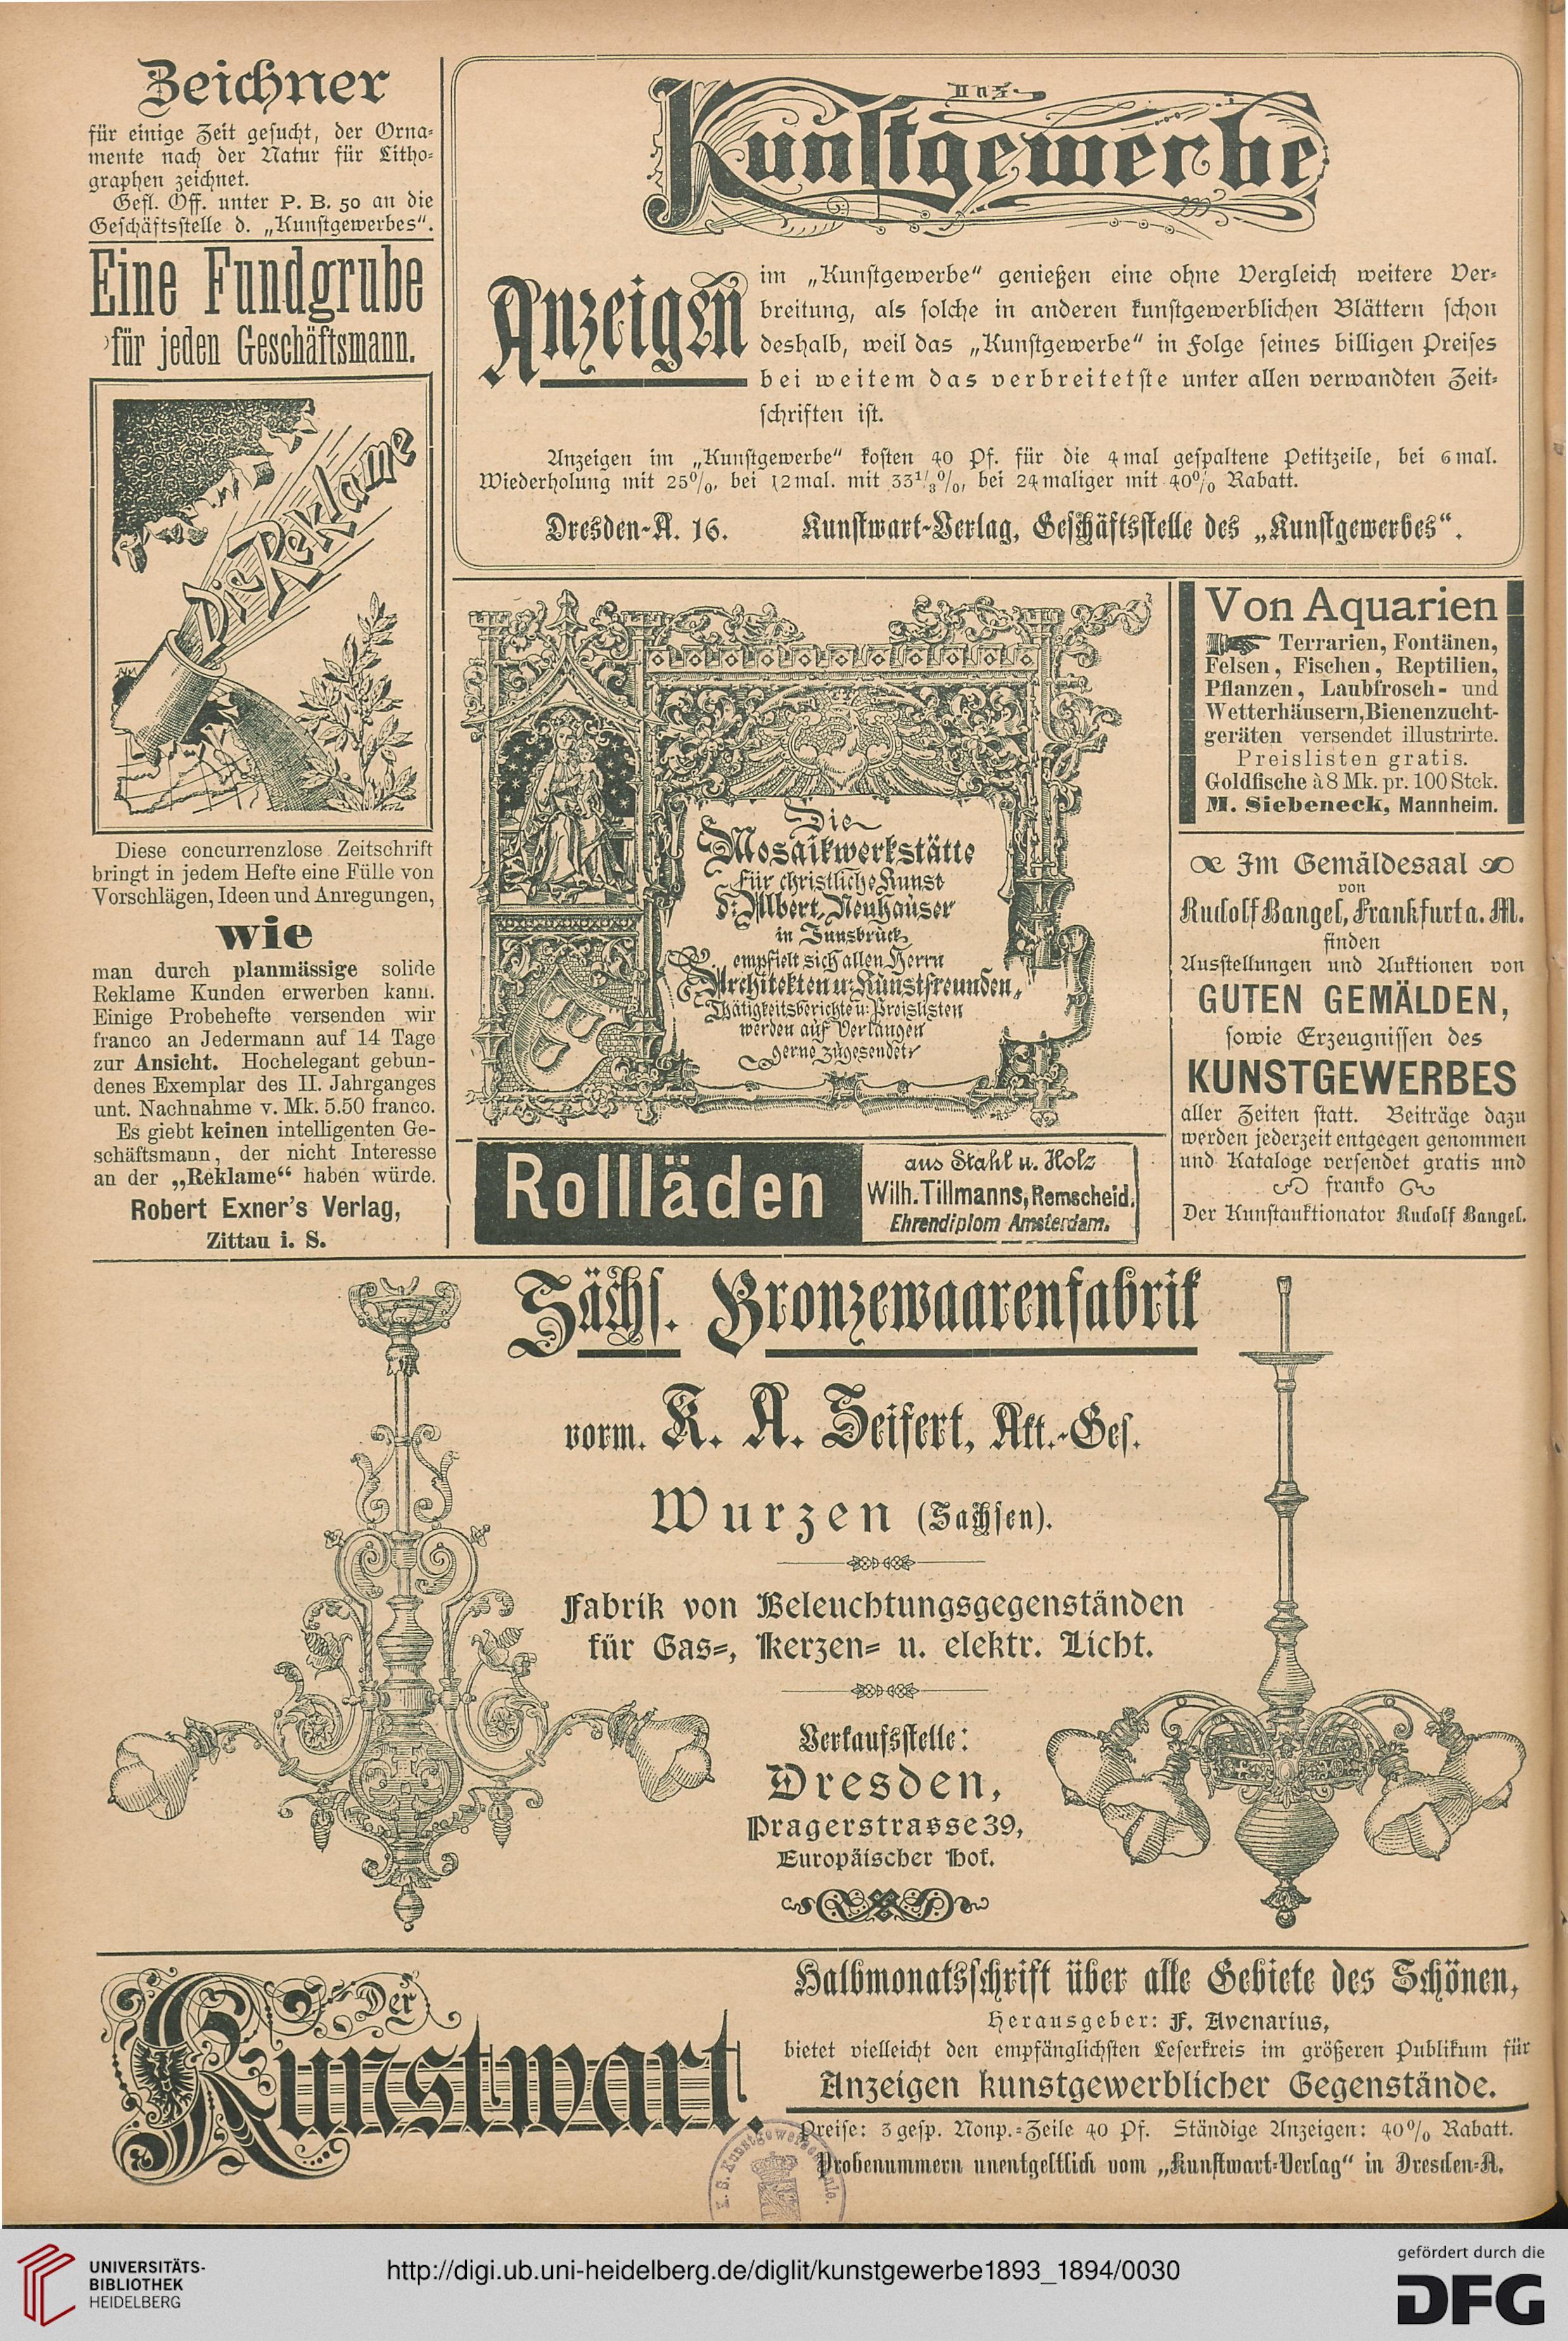 Zeichner
für einige Zeit gesucht, der Orna-
mente nach der Natur für Litho-
graphen zeichnet.
Gefl. Off. unter P. B. 50 an die
Geschäftsstelle d. „Kunstgewerbes“.
Eine Fundgrube
für jeden Geschäftsmann.
Die Reklame
Diese concurrenzlose Zeitschrift
bringt in jedem Hefte eine Fülle von
Vorschlägen, Ideen und Anregungen,
wie
man durch planmässige solide
Reklame Kunden erwerben kann.
Einige Probehefte versenden wir
franco an Jedermann auf 14 Tage
zur Ansicht. Hochelegant gebun-
denes Exemplar des II. Jahrganges
unt. Nachnahme v. Mk. 5.50 franco.
Es giebt keinen intelligenten Ge-
schäftsmann, der nicht Interesse
an der „Reklame“ haben würde.
Robert Exner's Verlag,
Zittau i. S.
Das
Kunstgewerbe
Anzeigen im „Kunstgewerbe“ genießen eine ohne Vergleich weitere Ver-
breitung, als solche in anderen kunstgewerblichen Blättern schon
deshalb, weil das „Kunstgewerbe“ in Folge seines billigen Preises
bei weitem das verbreitetste unter allen verwandten Zeit-
schriften ist.
Anzeigen im „Kunstgewerbe“ kosten 40 Pf. für die 4mal gespaltene Petitzeile, bei 6mal.
Wiederholung mit 25%, bei 12mal. mit 33⅓%, bei 24maliger mit 40% Rabatt.
Dresden-A. 16. Kunstwart-Verlag, Geschäftsstelle des „Kunstgewerbes“.
Die
Mosaikwerkstätte
für christliche Kunst
Dr. Albert Neuhauser
in Innsbruck
empfielt sich allen Herrn
Architekten u. Kunstfreunden,
Thätigkeitsberichte u. Preislisten
werden auf Verlangen
gerne zugesendet
Rollläden
aus Stahl u. Holz
Wilh. Tillmanns, Remscheid.
Ehrendiplom Amsterdam.
Von Aquarien
Terrarien, Fontänen,
Felsen, Fischen, Reptilien,
Pflanzen, Laubfrosch- und
Wetterhäusern, Bienenzucht-
geräten versendet illustrirte.
Preislisten gratis.
Goldfische à 8 Mk. pr. 100 Stck.
M. Siebeneck, Mannheim.
Im Gemäldesaal
von
Rudolf Bangel, Frankfurt a. M.
finden
Ausstellungen und Auktionen von
GUTEN GEMÄLDEN,
sowie Erzeugnissen des
KUNSTGEWERBES
aller Zeiten statt. Beiträge dazu
werden jederzeit entgegen genommen
und Kataloge versendet gratis und
franko
Der Kunstauktionator Rudolf Bangel.
Sächs. Bronzewaarenfabrik
vorm. K. A. Seifert, Akt.-Ges.
Wurzen (Sachsen).
Fabrik von Beleuchtungsgegenständen
für Gas-, Kerzen- u. elektr. Licht.
Verkaufsstelle:
Dresden,
Pragerstrasse 39,
Europäischer Hof.
Der
Kunstwart.
Halbmonatsschrift über alle Gebiete des Schönen,
Herausgeber: F. Avenarius,
bietet vielleicht den empfänglichsten Leserkreis im größeren Publikum für
Anzeigen kunstgewerblicher Gegenstände.
Preise: 3 gesp. Nonp.-Zeile 40 Pf. Ständige Anzeigen: 40% Rabatt.
Probenummern unentgeltlich vom „Kunstwart-Verlag“ in Dresden-A.
UNIVERSITÄTS-
BIBLIOTHEK
HEIDELBERG
http://digi.ub.uni-heidelberg.de/diglit/kunstgewerbe1893_1894/0030
gefördert durch die
DFG